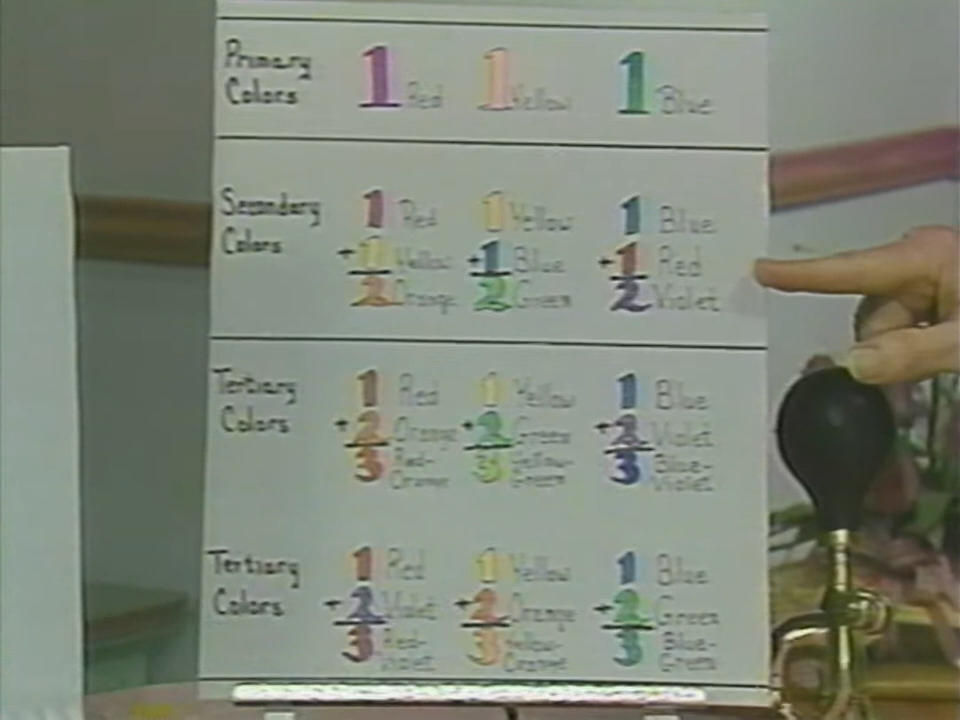 Primary Colors 1 Red 1 Yellow 1 Blue
Secondary Colors
1 Red 1 Yellow 1 Blue
+1 Yellow +1 Blue +1 Red
2 Orange 2 Green 2 Violet
Tertiary Colors
1 Red 1 Yellow 1 Blue
+2 Orange +2 Green +2 Violet
3 Red-Orange 3 Yellow-Green 3 Blue-Violet
Tertiary Colors
1 Red 1 Yellow 1 Blue
+2 Violet +2 Orange +2 Green
3 Red-Violet 3 Yellow-Orange 3 Blue-Green